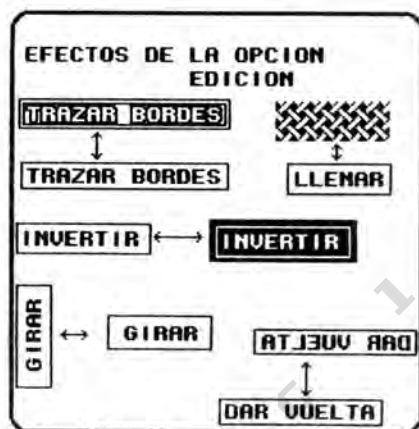 EFECTOS DE LA OPCION
EDICION
TRAZAR BORDES
TRAZAR BORDES
LLENAR
INVERTIR
INVERTIR
GIRAR
GIRAR
DAR VUELTA
DAR VUELTA